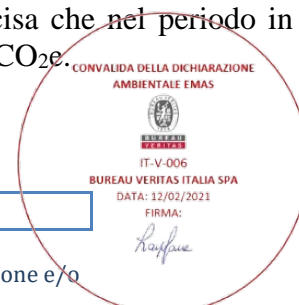 cisa che nel periodo in
CO2e.
CONVALIDA DELLA DICHIARAZIONE
AMBIENTALE EMAS
BUREAU
VERITAS
IT-V-006
BUREAU VERITAS ITALIA SPA
DATA: 12/02/2021
FIRMA:
one e/o